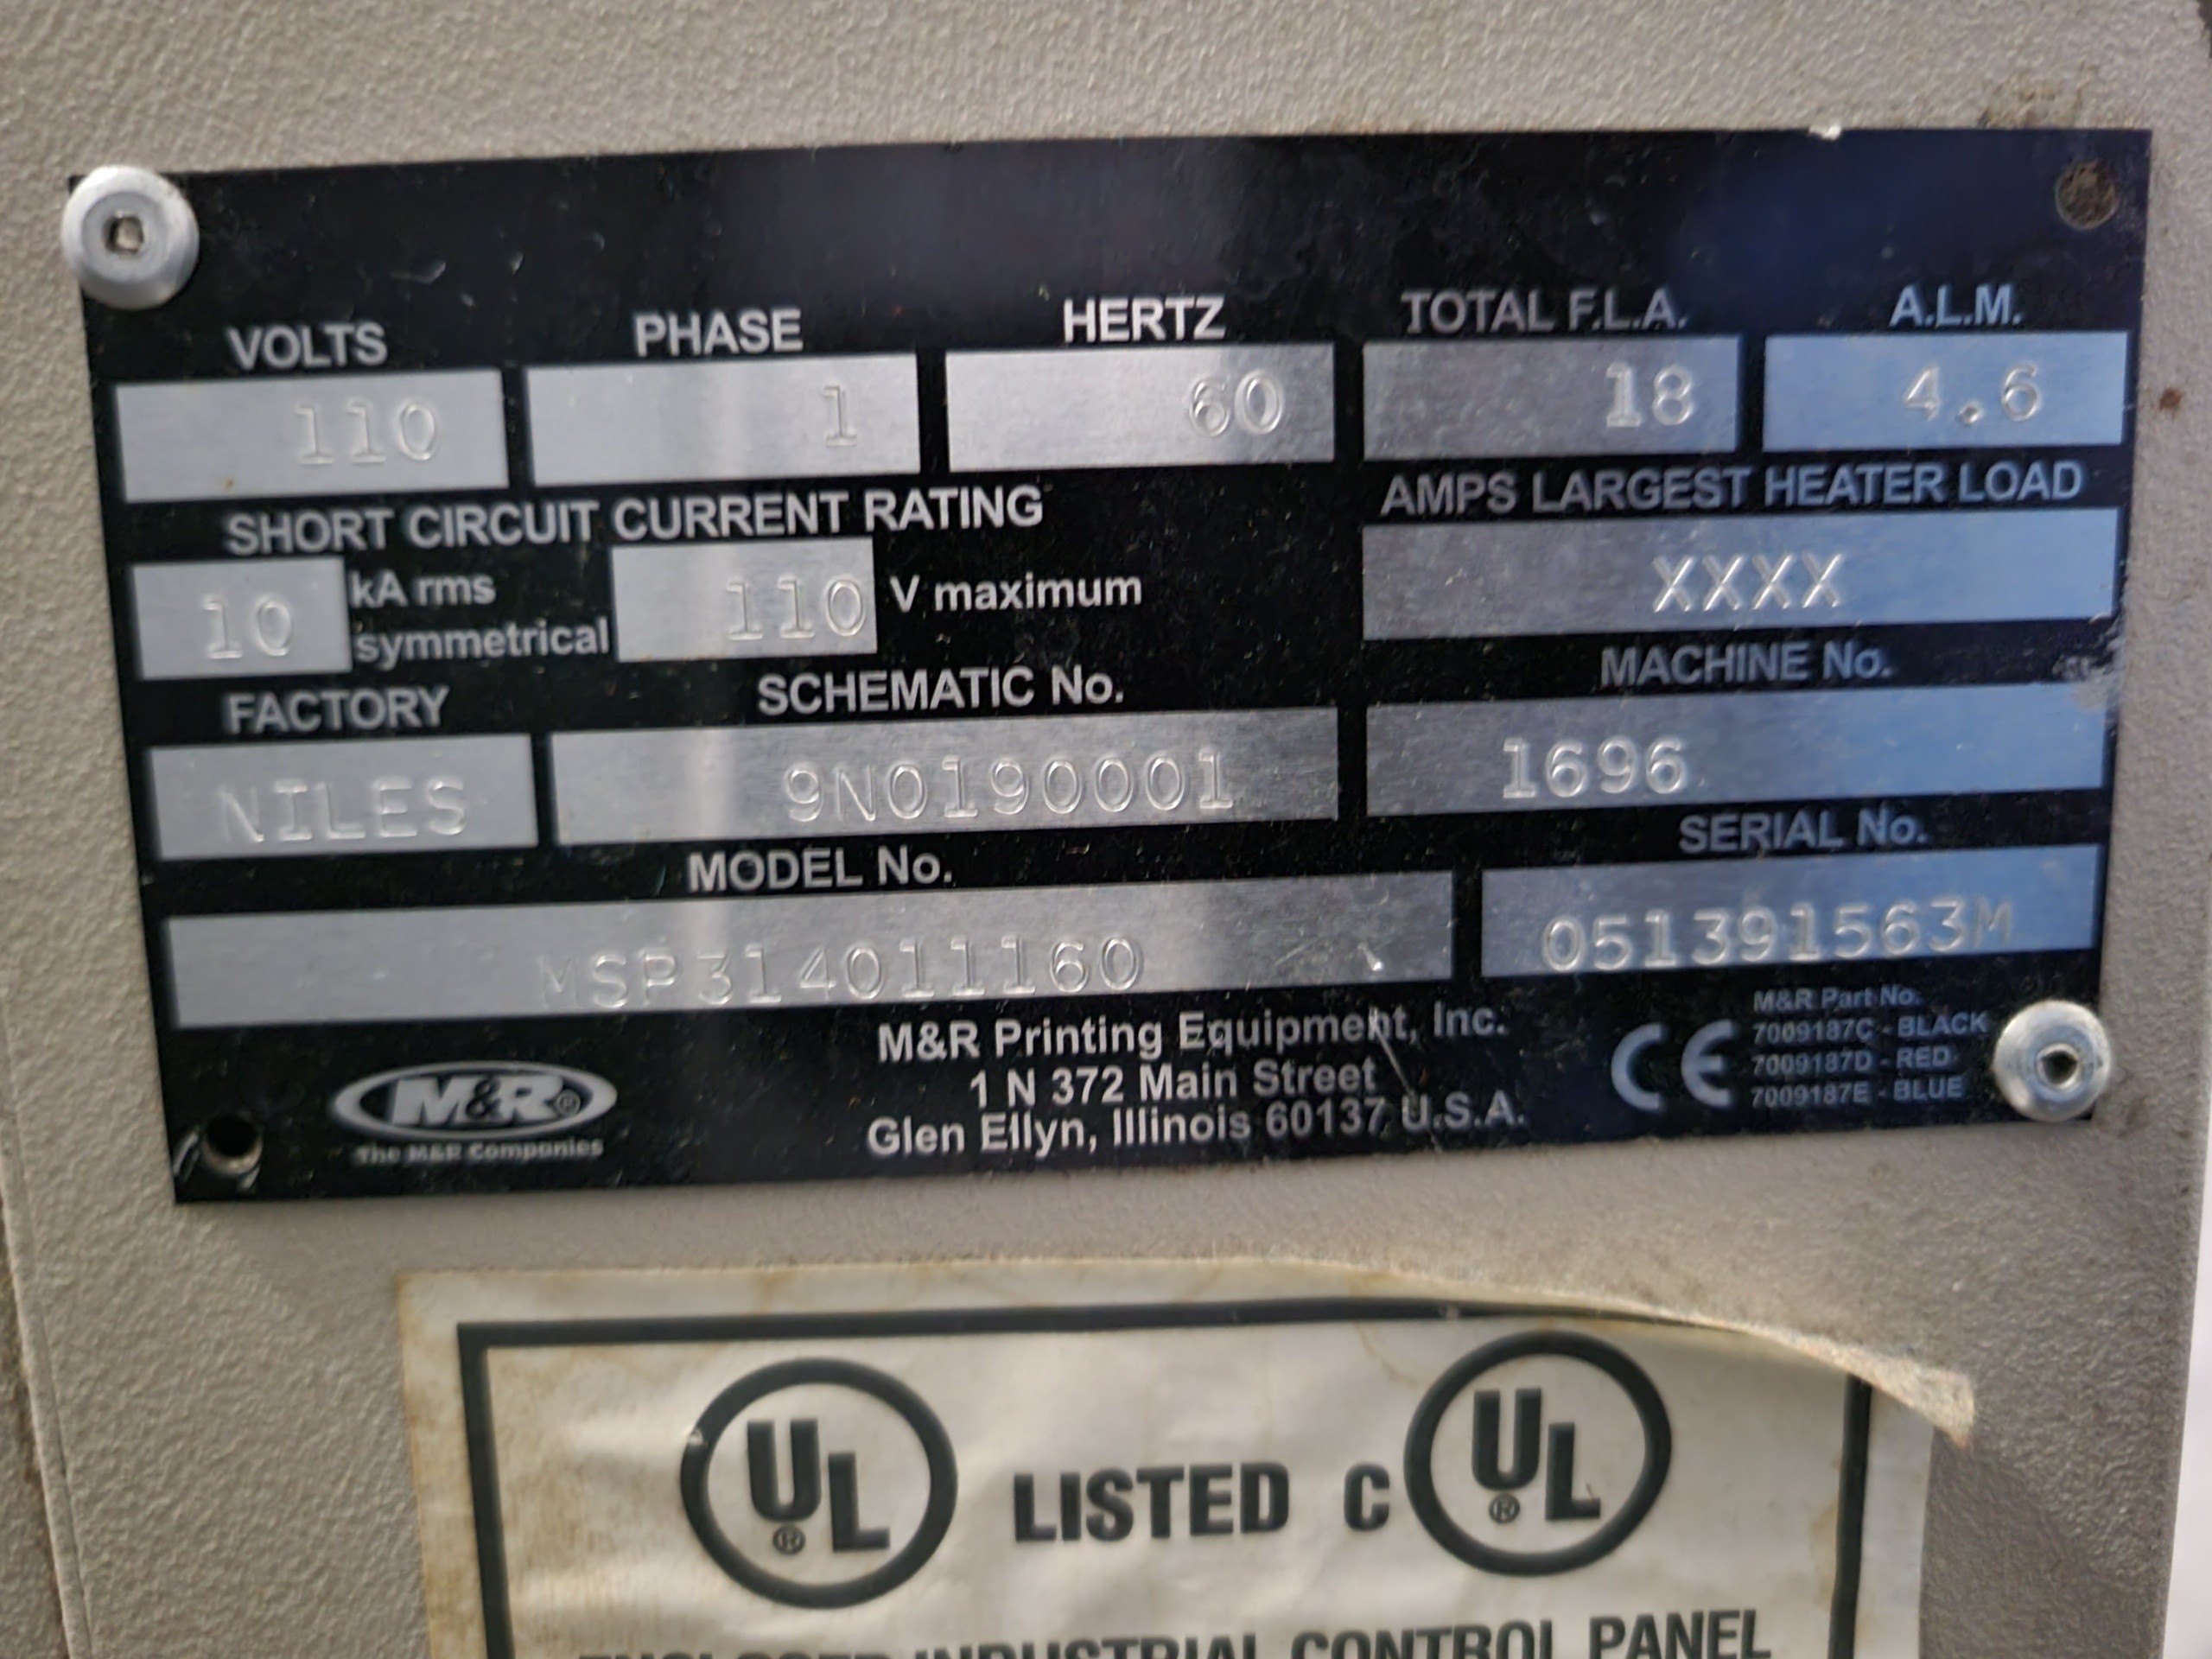 VOLTS PHASE HERTZ TOTAL F.L.A. A.L.M.
110 1 60 18 4.6
SHORT CIRCUIT CURRENT RATING AMPS LARGEST HEATER LOAD
10 kA rms symmetrical 110 V maximum XXXX
FACTORY SCHEMATIC No. MACHINE No.
NILES 9N0190001 1696
MODEL No. SERIAL No.
MSP314011160 051391563M
M&R®
The M&R Companies
M&R Printing Equipment, Inc.
1 N 372 Main Street
Glen Ellyn, Illinois 60137 U.S.A.
CE
M&R Part No.
7009187C - BLACK
7009187D - RED
7009187E - BLUE
UL® LISTED C UL®
ENCLOSED INDUSTRIAL CONTROL PANEL